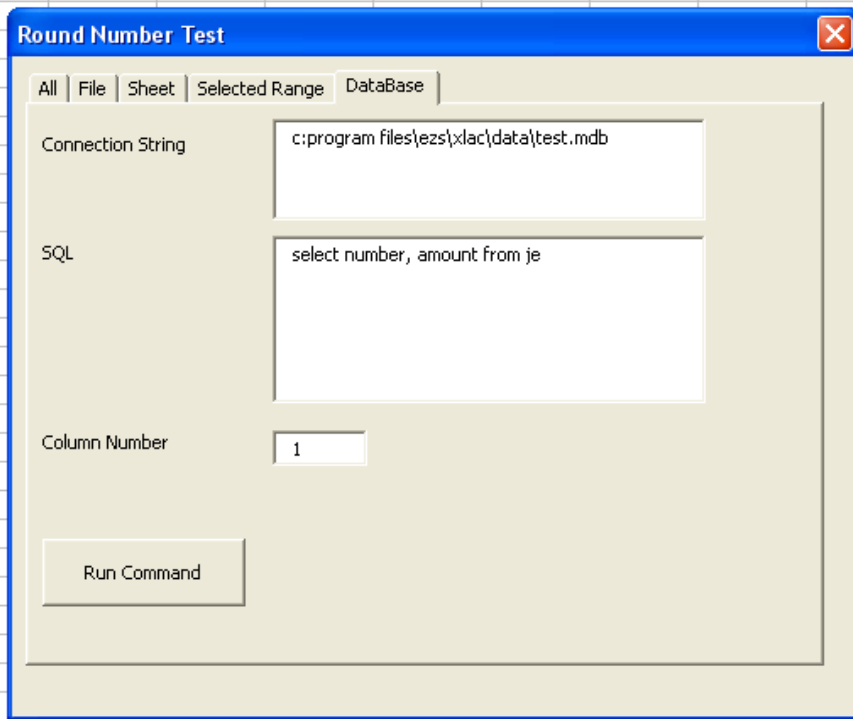 Round Number Test
All File Sheet Selected Range DataBase
Connection String c:program files\ezs\xlac\data\test.mdb
SQL select number, amount from je
Column Number 1
Run Command